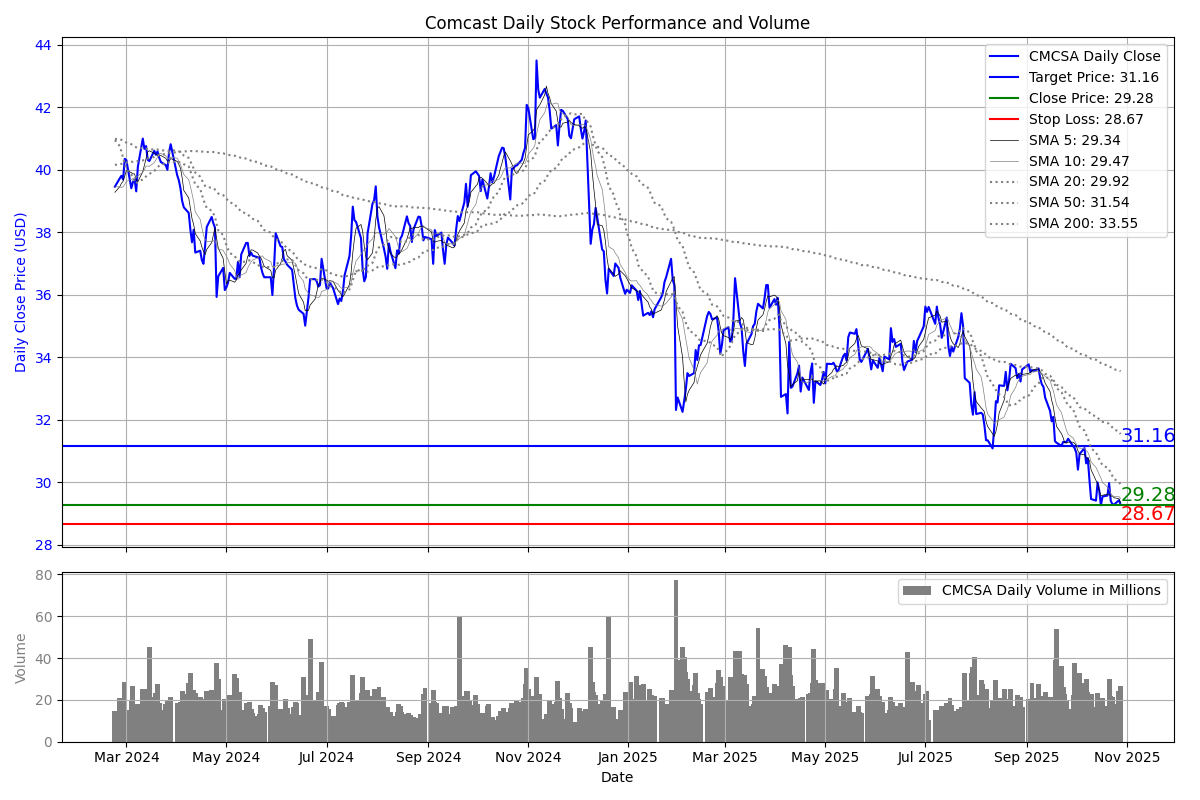 Comcast Daily Stock Performance and Volume
Daily Close Price (USD)
44
42
40
38
36
34
32
30
28
CMCSA Daily Close
Target Price: 31.16
Close Price: 29.28
Stop Loss: 28.67
SMA 5: 29.34
SMA 10: 29.47
SMA 20: 29.92
SMA 50: 31.54
SMA 200: 33.55
31.16
29.28
28.67
Volume
80
60
40
20
0
CMCSA Daily Volume in Millions
Mar 2024 May 2024 Jul 2024 Sep 2024 Nov 2024 Jan 2025 Mar 2025 May 2025 Jul 2025 Sep 2025 Nov 2025
Date